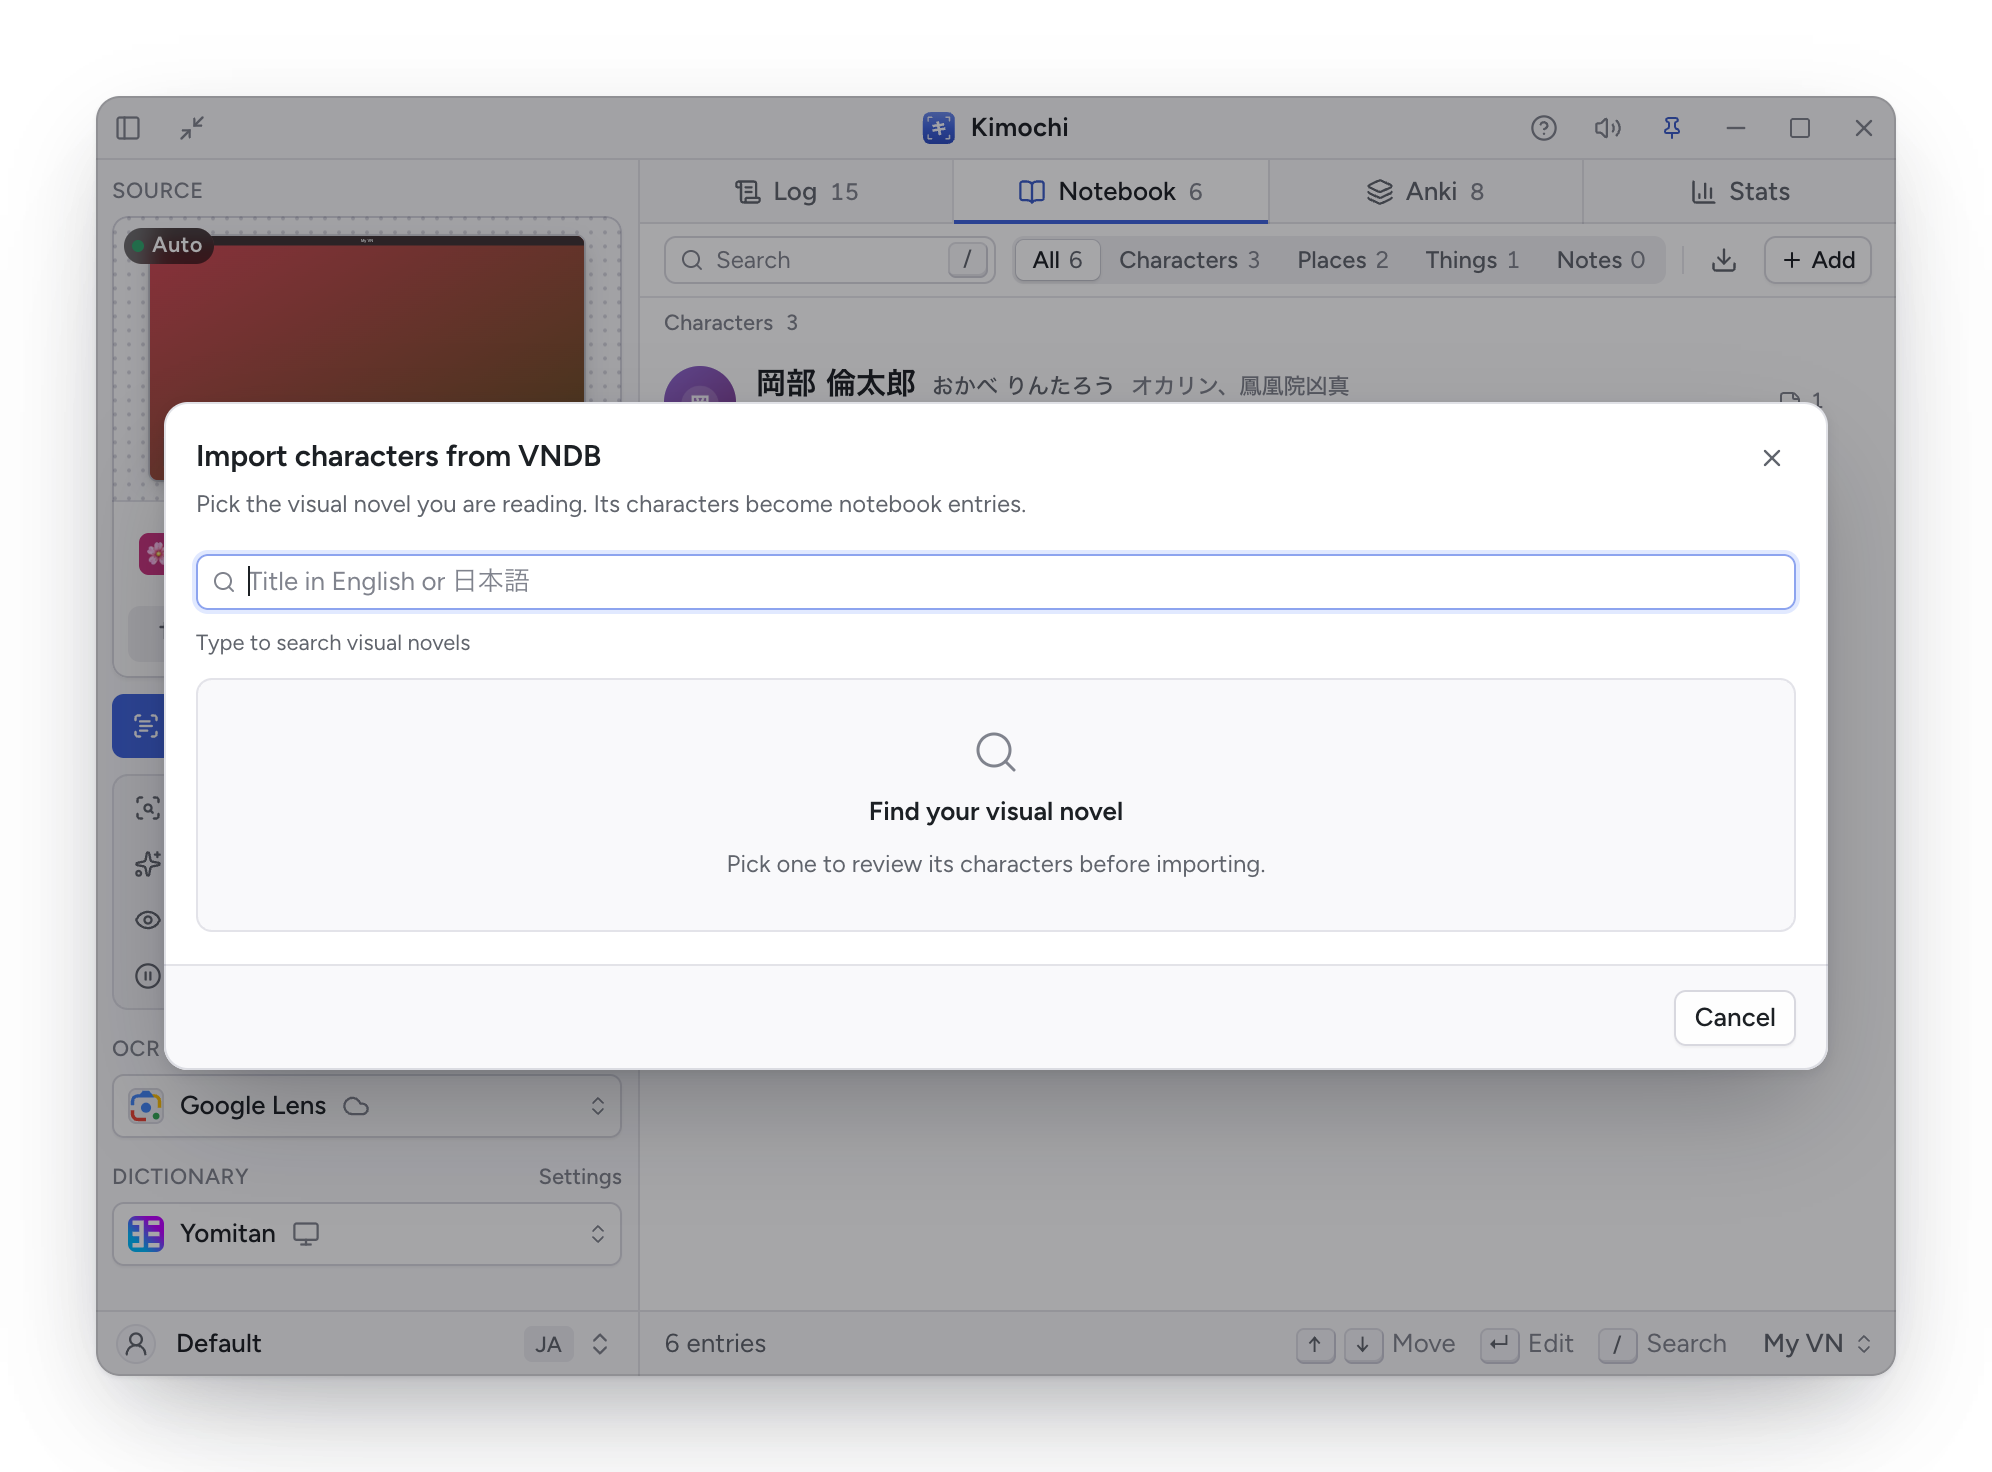 Kimochi
SOURCE
Auto
My VN
Log 15
Notebook 6
Anki 8
Stats
Search /
All 6
Characters 3
Places 2
Things 1
Notes 0
+ Add
Characters 3
岡部 倫太郎 おかべ りんたろう オカリン、鳳凰院凶真
1
Import characters from VNDB
Pick the visual novel you are reading. Its characters become notebook entries.
Title in English or 日本語
Type to search visual novels
Find your visual novel
Pick one to review its characters before importing.
Cancel
OCR
Google Lens
DICTIONARY Settings
Yomitan
Default JA
6 entries
↑ ↓ Move
Edit
/ Search
My VN